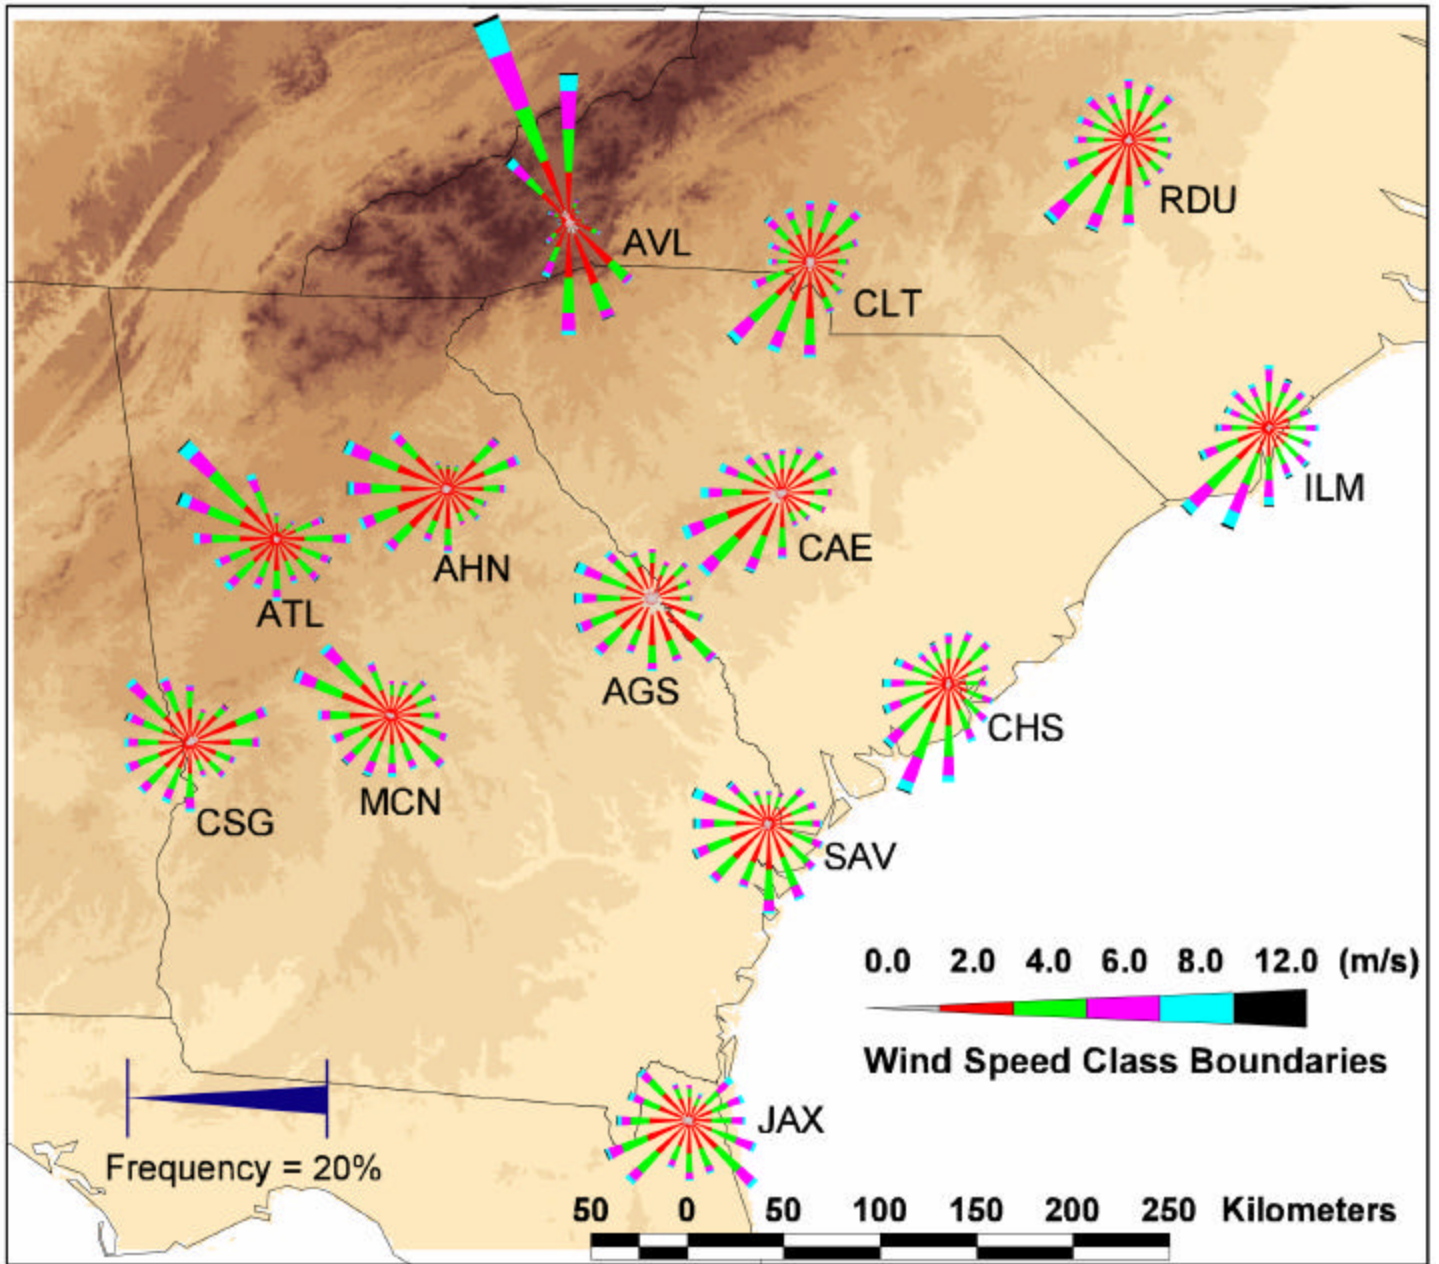 RDU
AVL
CLT
ILM
AHN
CAE
ATL
AGS
CHS
MCN
CSG
SAV
0.0 2.0 4.0 6.0 8.0 12.0 (m/s)
Wind Speed Class Boundaries
JAX
Frequency = 20%
50 0 50 100 150 200 250 Kilometers